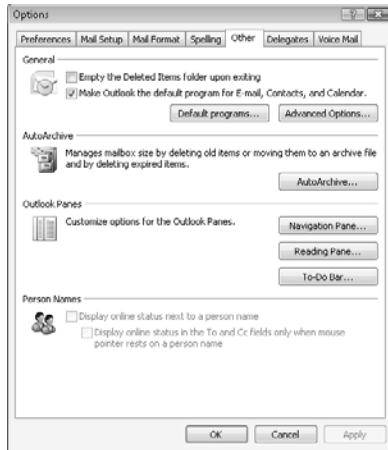 Options
Preferences Mail Setup Mail Format Spelling Other Delegates Voice Mail
General
Empty the Deleted Items folder upon exiting
Make Outlook the default program for E-mail, Contacts, and Calendar.
Default programs... Advanced Options...
AutoArchive
Manages mailbox size by deleting old items or moving them to an archive file
and by deleting expired items.
AutoArchive...
Outlook Panes
Customize options for the Outlook Panes.
Navigation Pane...
Reading Pane...
To-Do Bar...
Person Names
Display online status next to a person name
Display online status in the To and Cc fields only when mouse
pointer rests on a person name
OK Cancel Apply